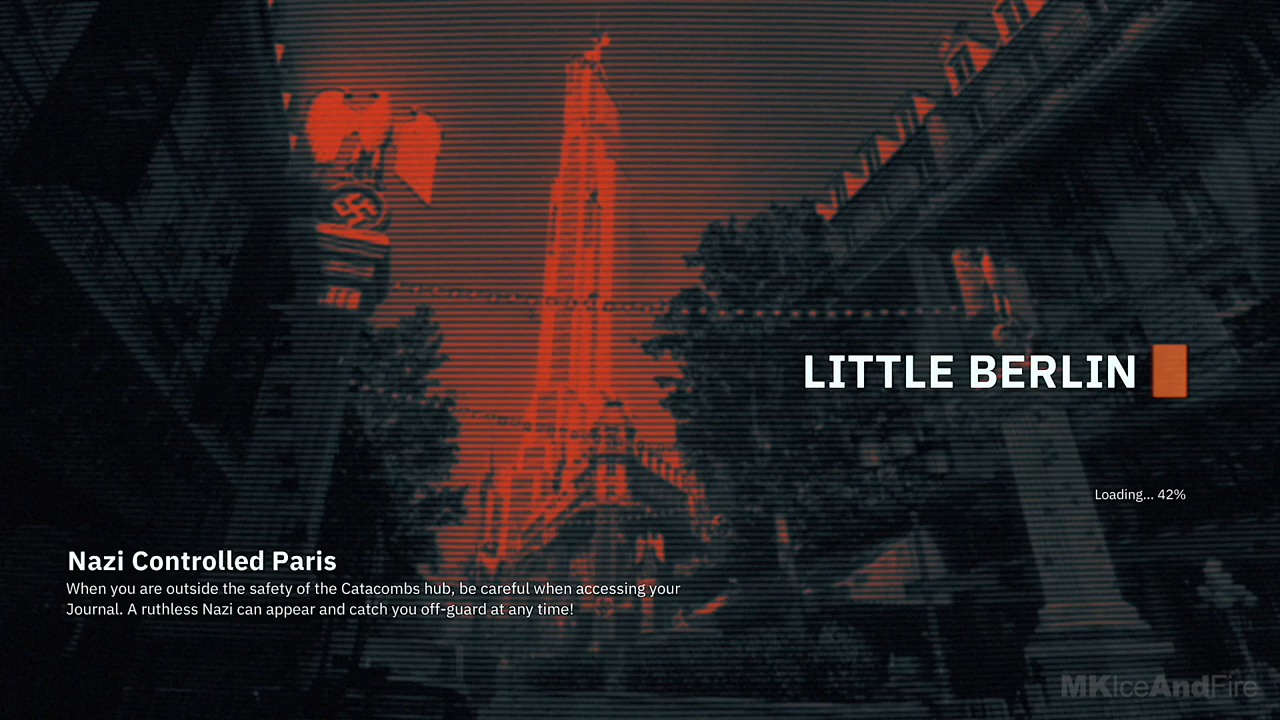 LITTLE BERLIN
Loading... 42%
Nazi Controlled Paris
When you are outside the safety of the Catacombs hub, be careful when accessing your
Journal. A ruthless Nazi can appear and catch you off-guard at any time!
MKIceAndFire